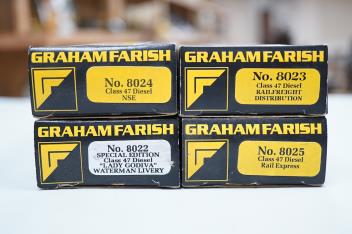 GRAHAM FARISH
No. 8024
Class 47 Diesel
NSE
GRAHAM FARISH
No. 8023
Class 47 Diesel
RAILFREIGHT
DISTRIBUTION
GRAHAM FARISH
No. 8022
SPECIAL EDITION
Class 47 Diesel
"LADY GODIVA"
WATERMAN LIVERY
GRAHAM FARISH
No. 8025
Class 47 Diesel
Rail Express